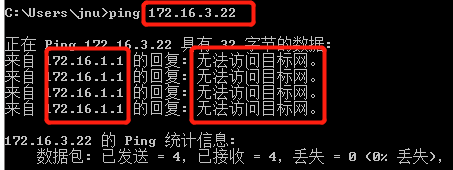 C:\Users\jnu>ping 172.16.3.22
正在 Ping 172.16.3.22 具有 32 字节的数据:
来自 172.16.1.1 的回复: 无法访问目标网。
来自 172.16.1.1 的回复: 无法访问目标网。
来自 172.16.1.1 的回复: 无法访问目标网。
来自 172.16.1.1 的回复: 无法访问目标网。
172.16.3.22 的 Ping 统计信息:
数据包: 已发送 = 4，已接收 = 4，丢失 = 0 (0% 丢失)，